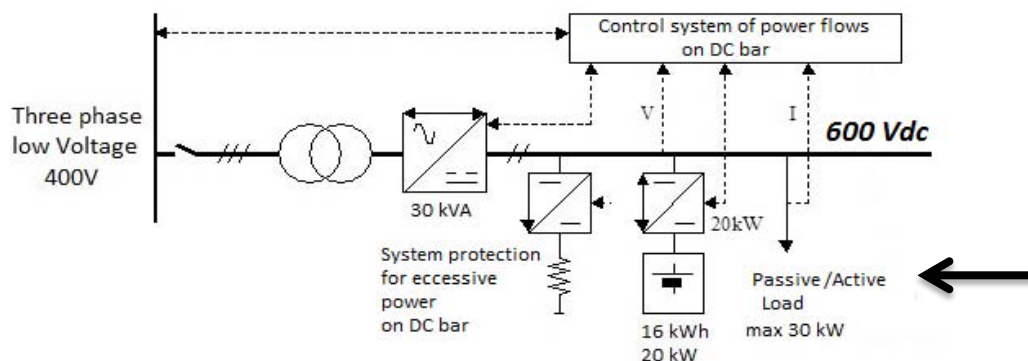 Control system of power flows
on DC bar
Three phase
low Voltage
400V
V
I
600 Vdc
30 kVA
20kW
System protection
for eccessive
power
on DC bar
16 kWh
20 kW
Passive/Active
Load
max 30 kW